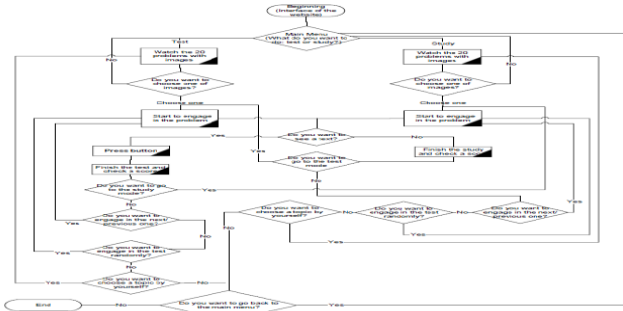 Beginning
(Interface of the
website)
Main Menu
(What do you want to
do: test or study?)
Test
Study
Watch the 20
problems with
images
Watch the 20
problems with
images
No
No
Do you want to
choose one of
images?
Do you want to
choose one of
images?
Choose one
Choose one
Start to engage
is the problem
Start to engage
in the problem
Yes
Do you want to
see a
No
Press button
Yes
Do you want to
go to the test
mode
Finish the study
and check a
Finish the test and
check a score
No
Do you want to go
to the study
mode?
Yes
No
Yes
Do you want to
engage in the next/
previous one?
No
Do you want to
choose a topic by
yourself?
No
Do you want to
engage in the test
randomly?
No
Do you want to
engage in the next/
previous one?
Yes
No
Yes
Yes
Yes
Do you want to
engage in the test
randomly?
No
Yes
Do you want to
choose a topic by
yourself?
No
End
No
Do you want to go back to
the main menu?
Yes